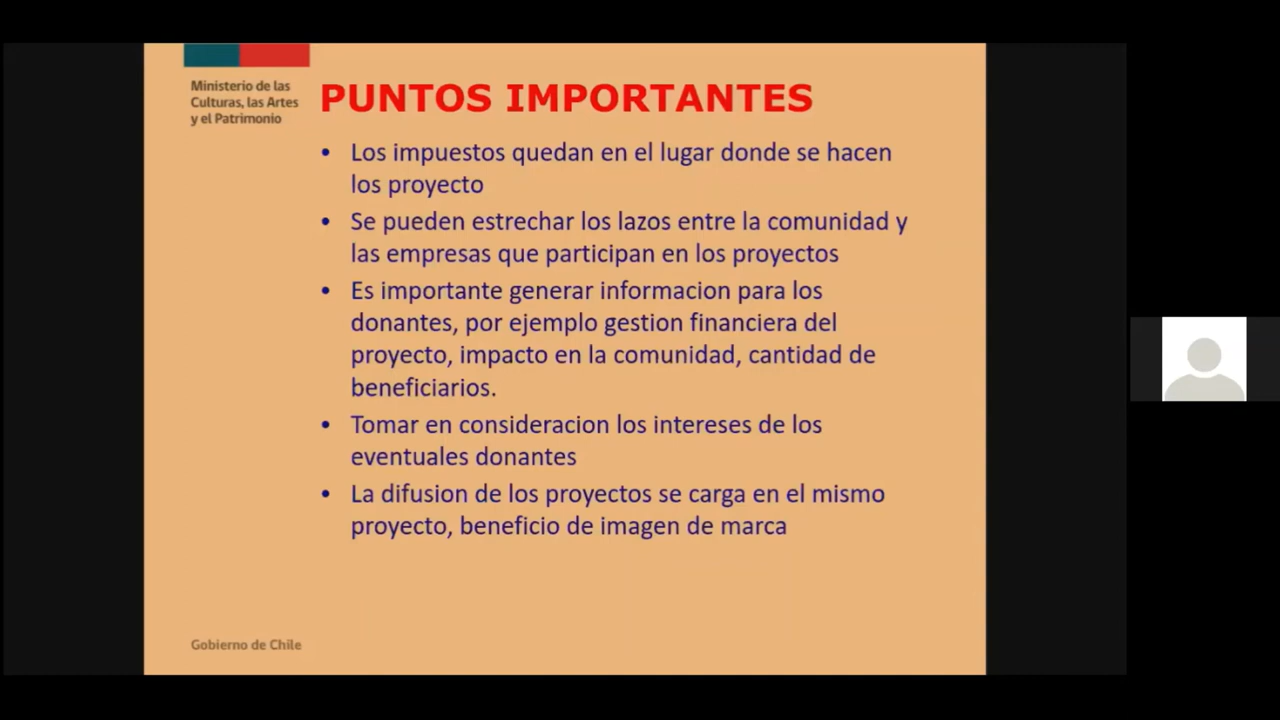 Ministerio de las
Culturas, las Artes
y el Patrimonio
PUNTOS IMPORTANTES
• Los impuestos quedan en el lugar donde se hacen
los proyecto
• Se pueden estrechar los lazos entre la comunidad y
las empresas que participan en los proyectos
• Es importante generar informacion para los
donantes, por ejemplo gestion financiera del
proyecto, impacto en la comunidad, cantidad de
beneficiarios.
• Tomar en consideracion los intereses de los
eventuales donantes
• La difusion de los proyectos se carga en el mismo
proyecto, beneficio de imagen de marca
Gobierno de Chile